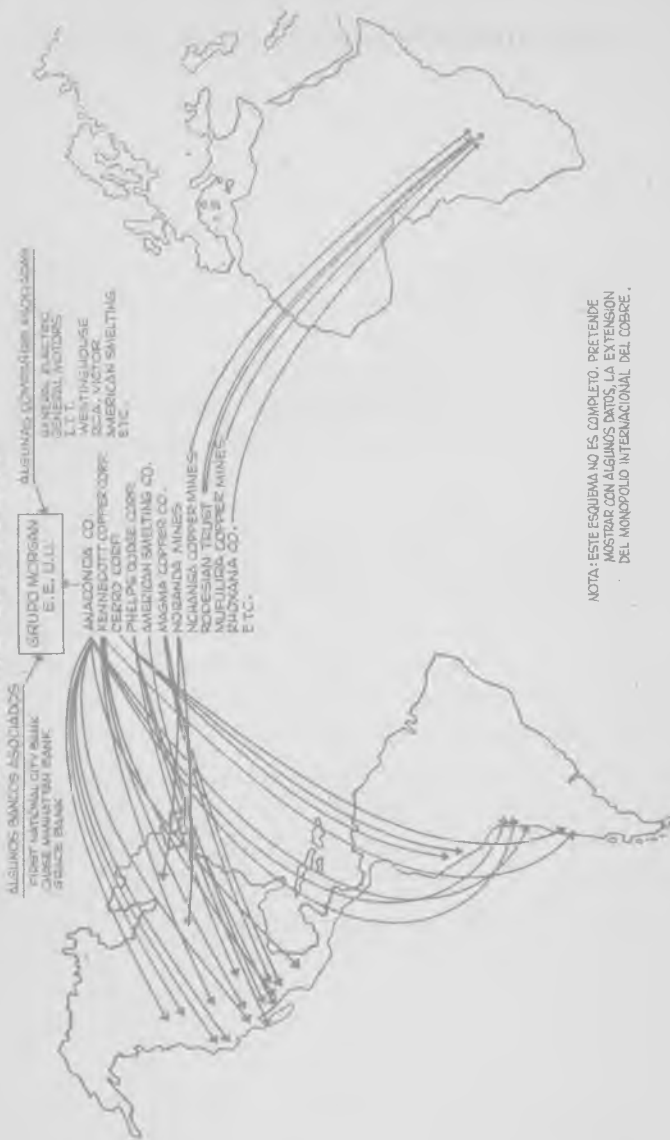 ALGUNOS BANCOS ASOCIADOS
FIRST NATIONAL CITY BANK
CHASE MANHATTAN BANK
GRACE BANK
GRUPO MORGAN
E.E. U.U.
ALGUNAS COMPAÑIAS ASOCIADAS
GENERAL ELECTRIC
GENERAL MOTORS
I.T.T.
WESTINGHOUSE
RCA. VICTOR
AMERICAN SMELTING
ETC.
ANACONDA CO.
KENNECOTT COPPER CORP.
CERRO CORP.
PHELPS DODGE CORP.
AMERICAN SMELTING CO.
MAGMA COPPER CO.
NORANDA MINES
NCHANGA COPPER MINES
RODESIAN TRUST
MUFULIRA COPPER MINES
RHOKANA CO.
ETC.
NOTA: ESTE ESQUEMA NO ES COMPLETO. PRETENDE
MOSTRAR CON ALGUNOS DATOS, LA EXTENSION
DEL MONOPOLIO INTERNACIONAL DEL COBRE.